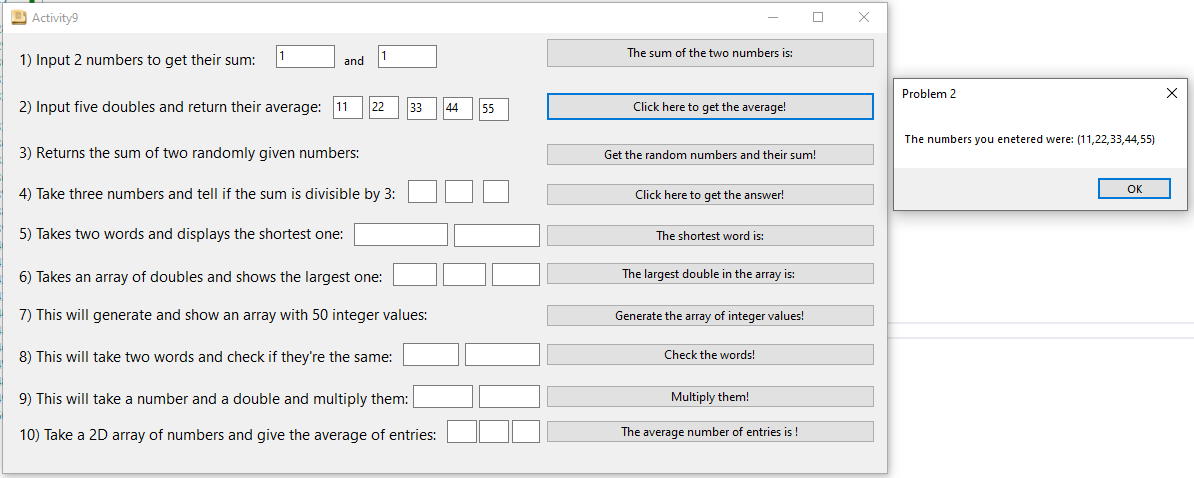 Activity9
1) Input 2 numbers to get their sum: 1 and 1 The sum of the two numbers is:
2) Input five doubles and return their average: 11 22 33 44 55 Click here to get the average!
3) Returns the sum of two randomly given numbers: Get the random numbers and their sum!
4) Take three numbers and tell if the sum is divisible by 3: Click here to get the answer!
5) Takes two words and displays the shortest one: The shortest word is:
6) Takes an array of doubles and shows the largest one: The largest double in the array is:
7) This will generate and show an array with 50 integer values: Generate the array of integer values!
8) This will take two words and check if they're the same: Check the words!
9) This will take a number and a double and multiply them: Multiply them!
10) Take a 2D array of numbers and give the average of entries: The average number of entries is !
Problem 2
The numbers you enetered were: (11,22,33,44,55)
OK